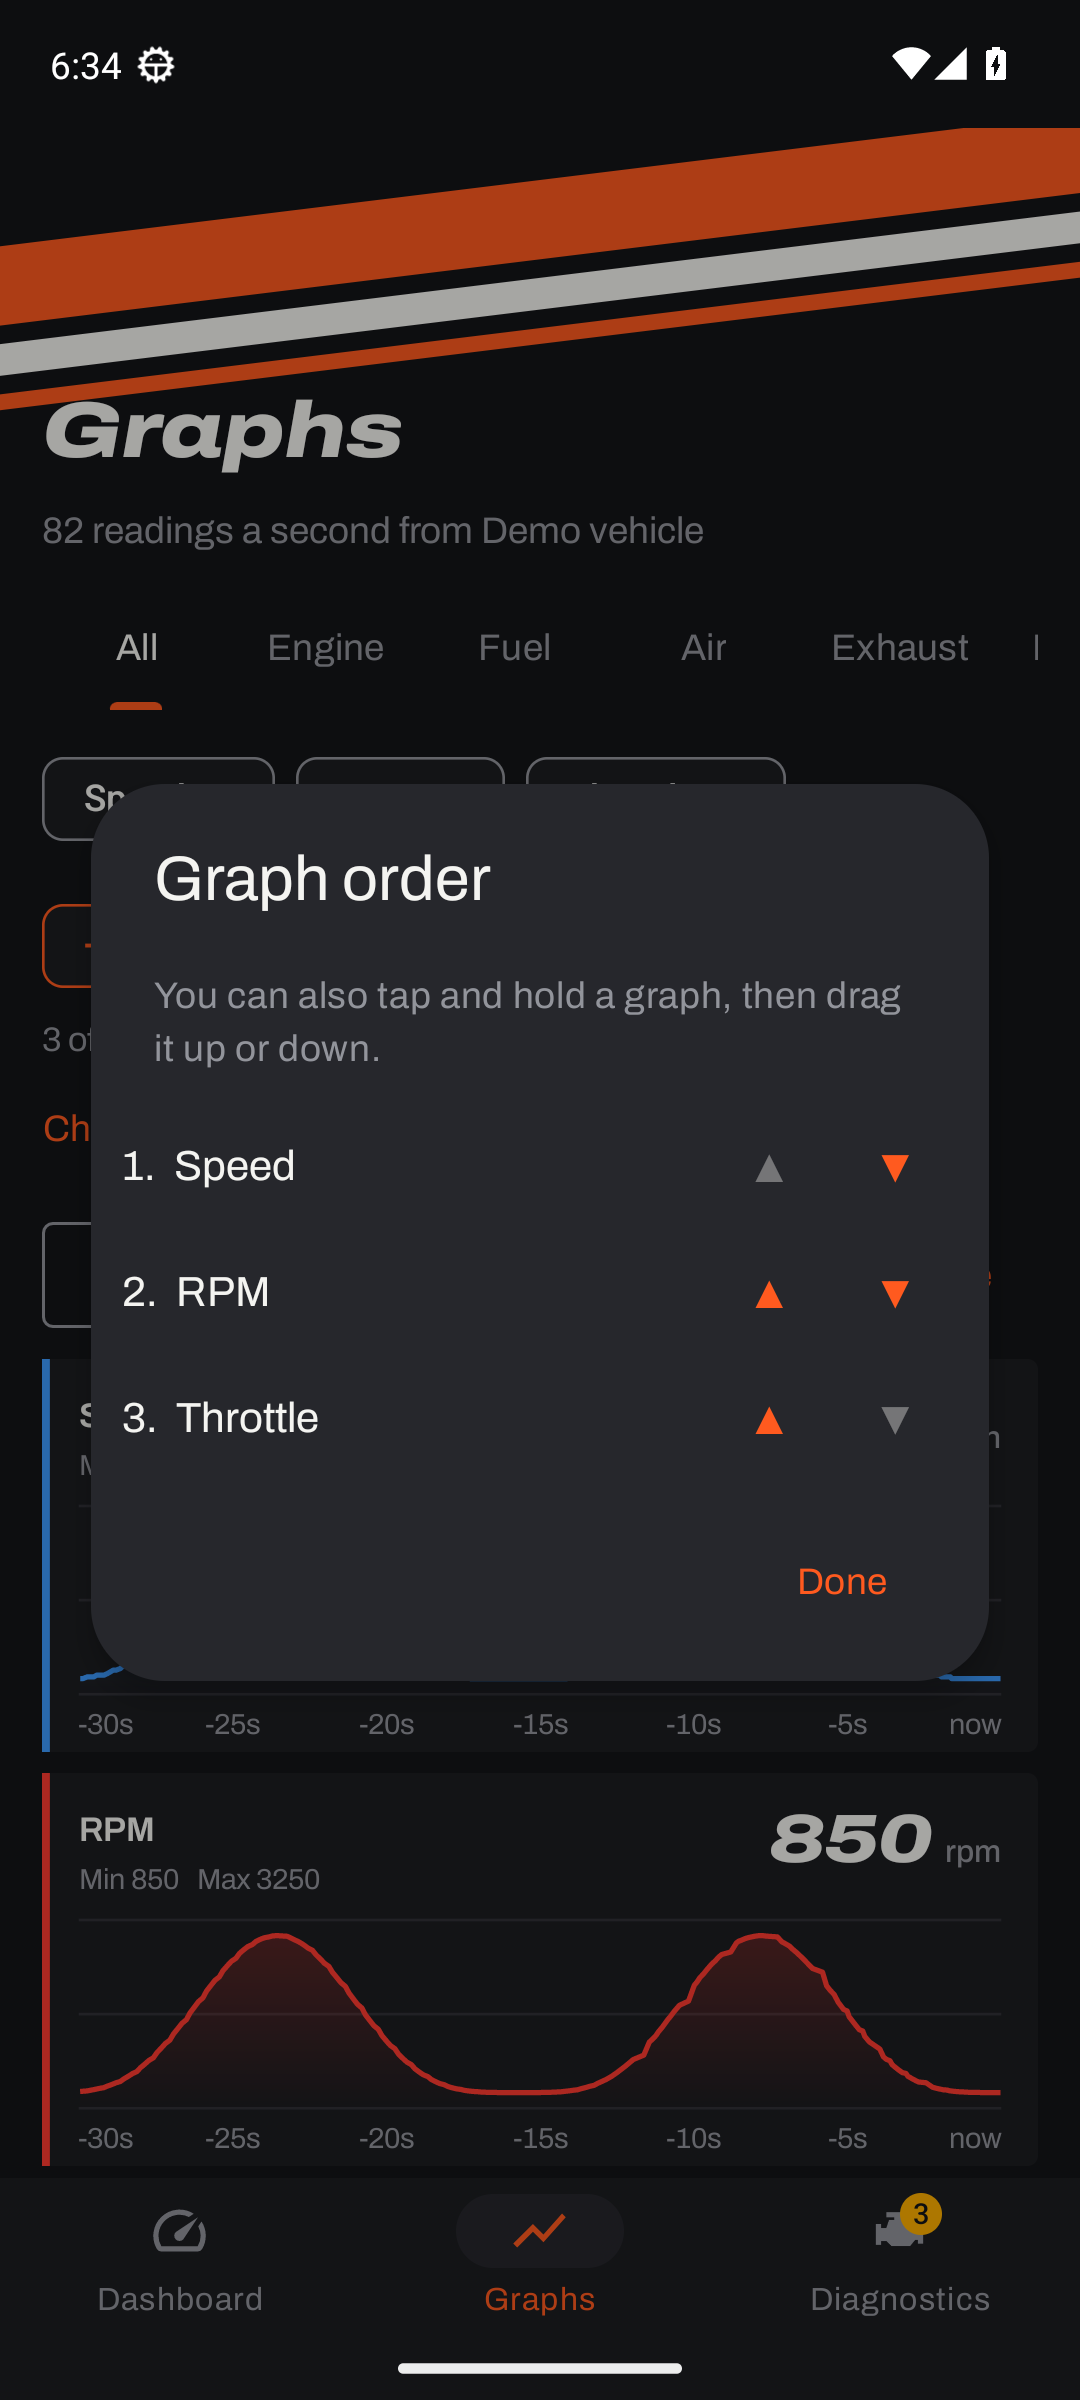 6:34
Graphs
82 readings a second from Demo vehicle
All Engine Fuel Air Exhaust
Graph order
You can also tap and hold a graph, then drag
it up or down.
3 of
1. Speed ▲ ▼
2. RPM ▲ ▼
3. Throttle ▲ ▼
Done
-30s -25s -20s -15s -10s -5s now
RPM
850 rpm
Min 850 Max 3250
-30s -25s -20s -15s -10s -5s now
3
Dashboard Graphs Diagnostics